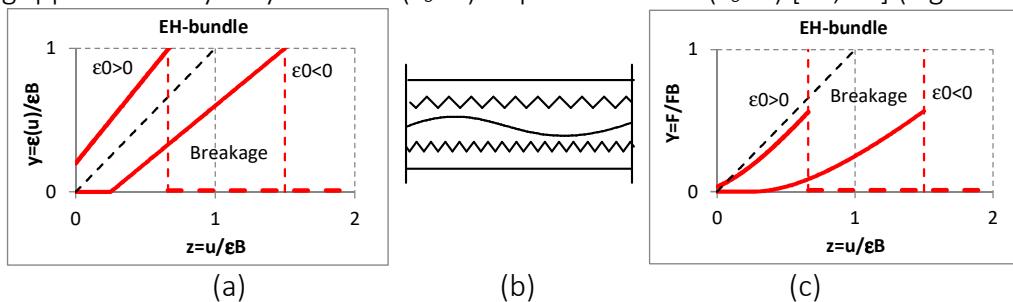 EH-bundle
1
ε0>0
ε0<0
y=ε(u)/εB
Breakage
0
0
1
2
z=u/εB
(a)
(b)
EH-bundle
1
ε0>0
Breakage
ε0<0
Y=F/FB
0
0
1
2
z=u/εB
(c)